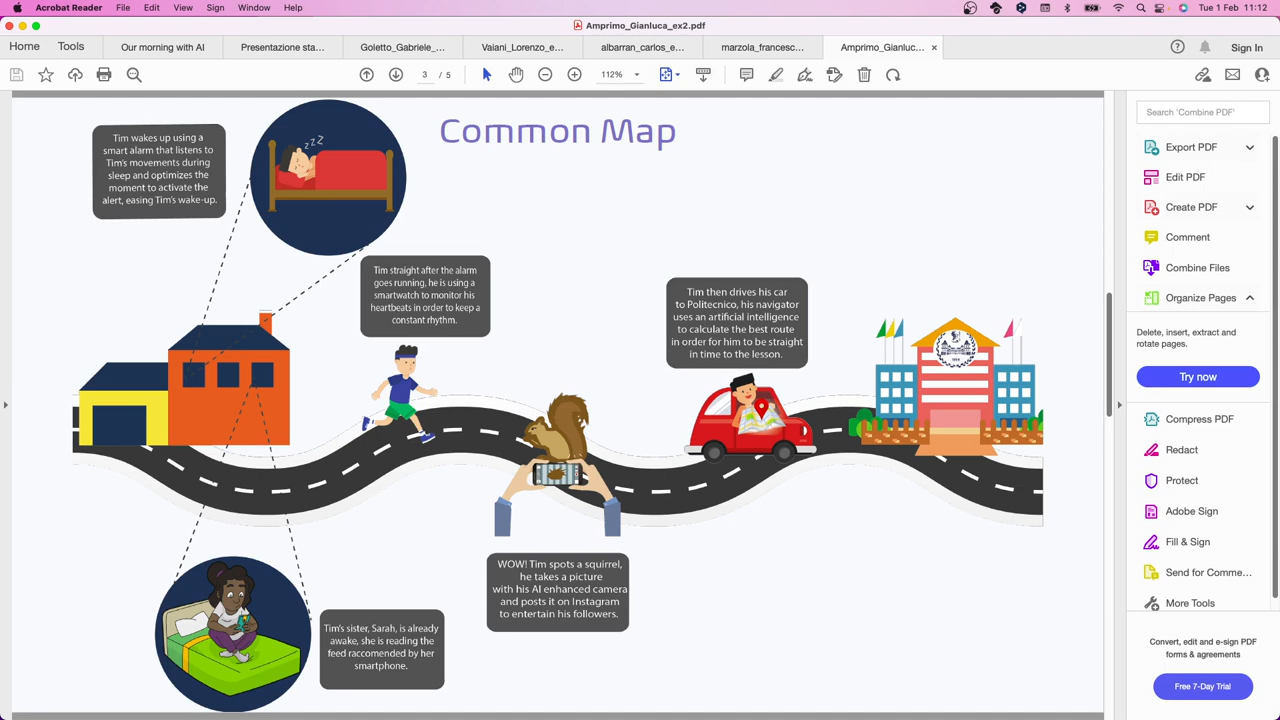 Acrobat Reader File Edit View Sign Window Help
Tue 1 Feb 11:12
Amprimo_Gianluca_ex2.pdf
Home Tools Our morning with AI Presentazione sta... Goletto_Gabriele_... Vaiani_Lorenzo_e... albarran_carlos_e... marzola_francesc... Amprimo_Gianluc... × Sign In
3 / 5 112%
Common Map
Tim wakes up using a
smart alarm that listens to
Tim's movements during
sleep and optimizes the
moment to activate the
alert, easing Tim's wake-up.
z z Z
Tim straight after the alarm
goes running, he is using a
smartwatch to monitor his
heartbeats in order to keep a
constant rhythm.
Tim then drives his car
to Politecnico, his navigator
uses an artificial intelligence
to calculate the best route
in order for him to be straight
in time to the lesson.
WOW! Tim spots a squirrel,
he takes a picture
with his AI enhanced camera
and posts it on Instagram
to entertain his followers.
Tim's sister, Sarah, is already
awake, she is reading the
feed raccomended by her
smartphone.
Search 'Combine PDF'
Export PDF
Edit PDF
Create PDF
Comment
Combine Files
Organize Pages
Delete, insert, extract and
rotate pages.
Try now
Compress PDF
Redact
Protect
Adobe Sign
Fill & Sign
Send for Comme...
More Tools
Convert, edit and e-sign PDF
forms & agreements
Free 7-Day Trial